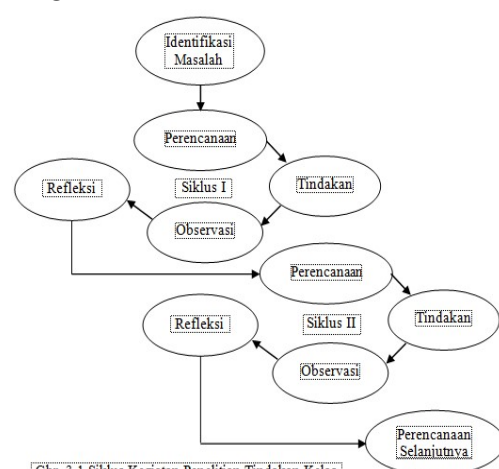 Identifikasi
Masalah
Perencanaan
Tindakan
Siklus I
Refleksi
Observasi
Perencanaan
Tindakan
Siklus II
Refleksi
Observasi
Perencanaan
Selanjutnya
Gbr. 3.1 Siklus Kegiatan Penelitian Tindakan Kelas